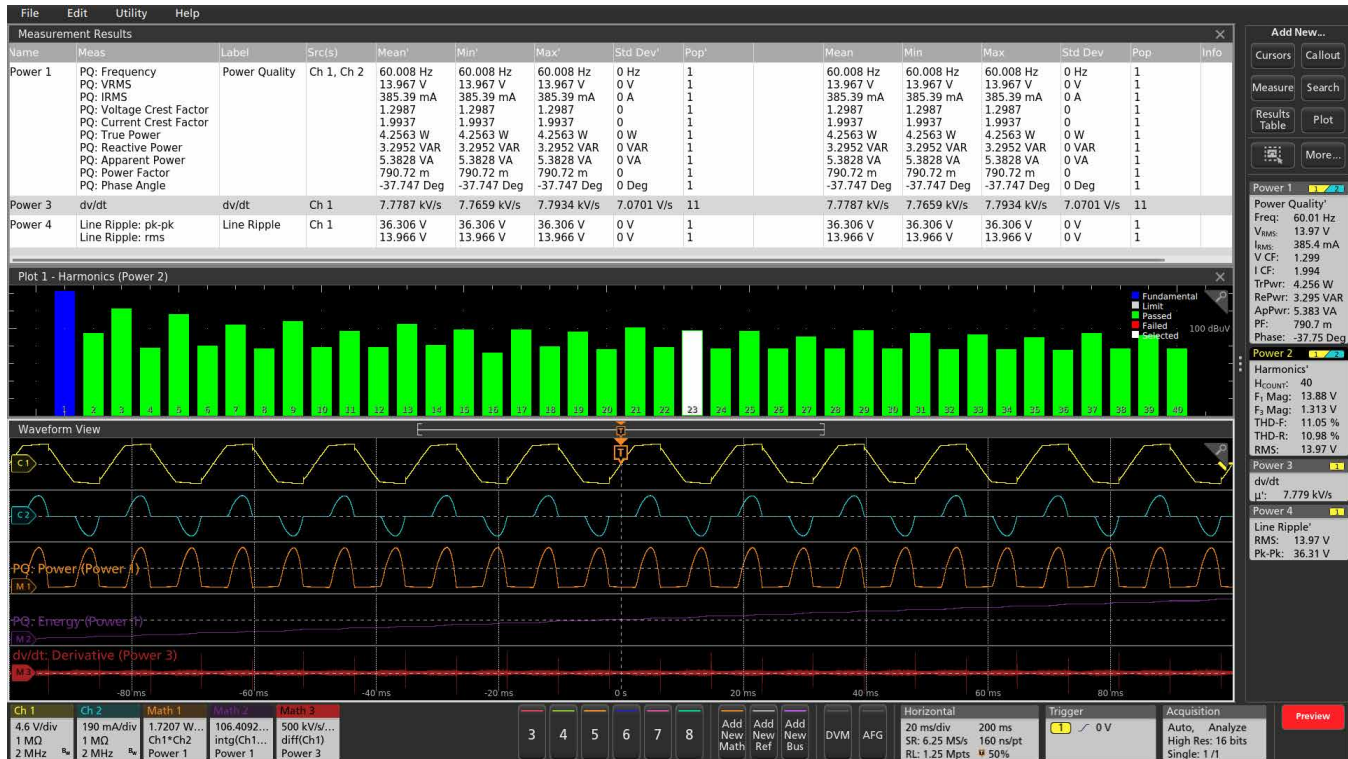 File Edit Utility Help
Measurement Results
Name Meas Label Src(s) Mean' Min' Max' Std Dev' Pop' Mean Min Max Std Dev Pop Info
Power 1 PQ: Frequency Power Quality Ch 1, Ch 2 60.008 Hz 60.008 Hz 60.008 Hz 0 Hz 1 60.008 Hz 60.008 Hz 60.008 Hz 0 Hz 1
PQ: VRMS 13.967 V 13.967 V 13.967 V 0 V 1 13.967 V 13.967 V 13.967 V 0 V 1
PQ: IRMS 385.39 mA 385.39 mA 385.39 mA 0 A 1 385.39 mA 385.39 mA 385.39 mA 0 A 1
PQ: Voltage Crest Factor 1.2987 1.2987 1.2987 0 1 1.2987 1.2987 1.2987 0 1
PQ: Current Crest Factor 1.9937 1.9937 1.9937 0 1 1.9937 1.9937 1.9937 0 1
PQ: True Power 4.2563 W 4.2563 W 4.2563 W 0 W 1 4.2563 W 4.2563 W 4.2563 W 0 W 1
PQ: Reactive Power 3.2952 VAR 3.2952 VAR 3.2952 VAR 0 VAR 1 3.2952 VAR 3.2952 VAR 3.2952 VAR 0 VAR 1
PQ: Apparent Power 5.3828 VA 5.3828 VA 5.3828 VA 0 VA 1 5.3828 VA 5.3828 VA 5.3828 VA 0 VA 1
PQ: Power Factor 790.72 m 790.72 m 790.72 m 0 1 790.72 m 790.72 m 790.72 m 0 1
PQ: Phase Angle -37.747 Deg -37.747 Deg -37.747 Deg 0 Deg 1 -37.747 Deg -37.747 Deg -37.747 Deg 0 Deg 1
Power 3 dv/dt dv/dt Ch 1 7.7787 kV/s 7.7659 kV/s 7.7934 kV/s 7.0701 V/s 11 7.7787 kV/s 7.7659 kV/s 7.7934 kV/s 7.0701 V/s 11
Power 4 Line Ripple: pk-pk Line Ripple Ch 1 36.306 V 36.306 V 36.306 V 0 V 1 36.306 V 36.306 V 36.306 V 0 V 1
Line Ripple: rms 13.966 V 13.966 V 13.966 V 0 V 1 13.966 V 13.966 V 13.966 V 0 V 1
Plot 1 - Harmonics (Power 2)
Fundamental
Limit
Passed
Failed
Selected
100 dBuV
1 2 3 4 5 6 7 8 9 10 11 12 13 14 15 16 17 18 19 20 21 22 23 24 25 26 27 28 29 30 31 32 33 34 35 36 37 38 39 40
Waveform View
T
T
C 1
C 2
PQ: Power (Power 1)
M 1
PQ: Energy (Power 1)
M 2
dv/dt: Derivative (Power 3)
M 3
-80 ms -60 ms -40 ms -20 ms 0 s 20 ms 40 ms 60 ms 80 ms
Ch 1
4.6 V/div
1 MΩ
2 MHz Bw
Ch 2
190 mA/div
1 MΩ
2 MHz Bw
Math 1
1.7207 W...
Ch1*Ch2
Power 1
Math 2
106.4092...
intg(Ch1...
Power 1
Math 3
500 kV/s/...
diff(Ch1)
Power 3
3 4 5 6 7 8
Add New Math
Add New Ref
Add New Bus
DVM AFG
Horizontal
20 ms/div 200 ms
SR: 6.25 MS/s 160 ns/pt
RL: 1.25 Mpts 50%
Trigger
1 0 V
Acquisition
Auto, Analyze
High Res: 16 bits
Single: 1 /1
Preview
Add New...
Cursors Callout
Measure Search
Results Table Plot
More...
Power 1 1 2
Power Quality'
Freq: 60.01 Hz
VRMS: 13.97 V
IRMS: 385.4 mA
V CF: 1.299
I CF: 1.994
TrPwr: 4.256 W
RePwr: 3.295 VAR
ApPwr: 5.383 VA
PF: 790.7 m
Phase: -37.75 Deg
Power 2 1 2
Harmonics'
HCOUNT: 40
F1 Mag: 13.88 V
F3 Mag: 1.313 V
THD-F: 11.05 %
THD-R: 10.98 %
RMS: 13.97 V
Power 3 1
dv/dt
µ': 7.779 kV/s
Power 4 1
Line Ripple'
RMS: 13.97 V
Pk-Pk: 36.31 V